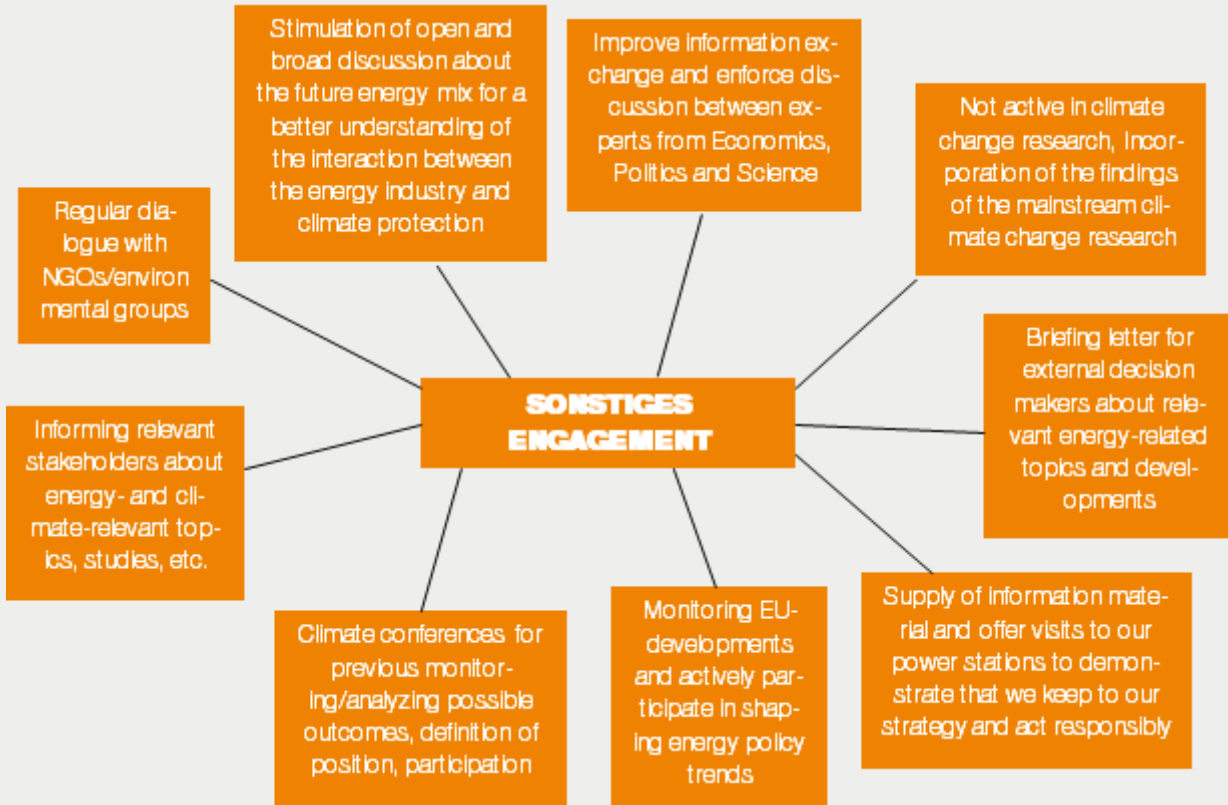 Stimulation of open and
broad discussion about
the future energy mix for a
better understanding of
the interaction between
the energy industry and
climate protection
Improve information ex-
change and enforce dis-
cussion between ex-
perts from Economics,
Politics and Science
Not active in climate
change research, Incor-
poration of the findings
of the mainstream cli-
mate change research
Regular dia-
logue with
NGOs/environ
mental groups
Briefing letter for
external decision
makers about rele-
vant energy-related
topics and devel-
opments
SONSTIGES
ENGAGEMENT
Informing relevant
stakeholders about
energy- and cli-
mate-relevant top-
ics, studies, etc.
Climate conferences for
previous monitor-
ing/analyzing possible
outcomes, definition of
position, participation
Monitoring EU-
developments
and actively par-
ticipate in shap-
ing energy policy
trends
Supply of information mate-
rial and offer visits to our
power stations to demon-
strate that we keep to our
strategy and act responsibly